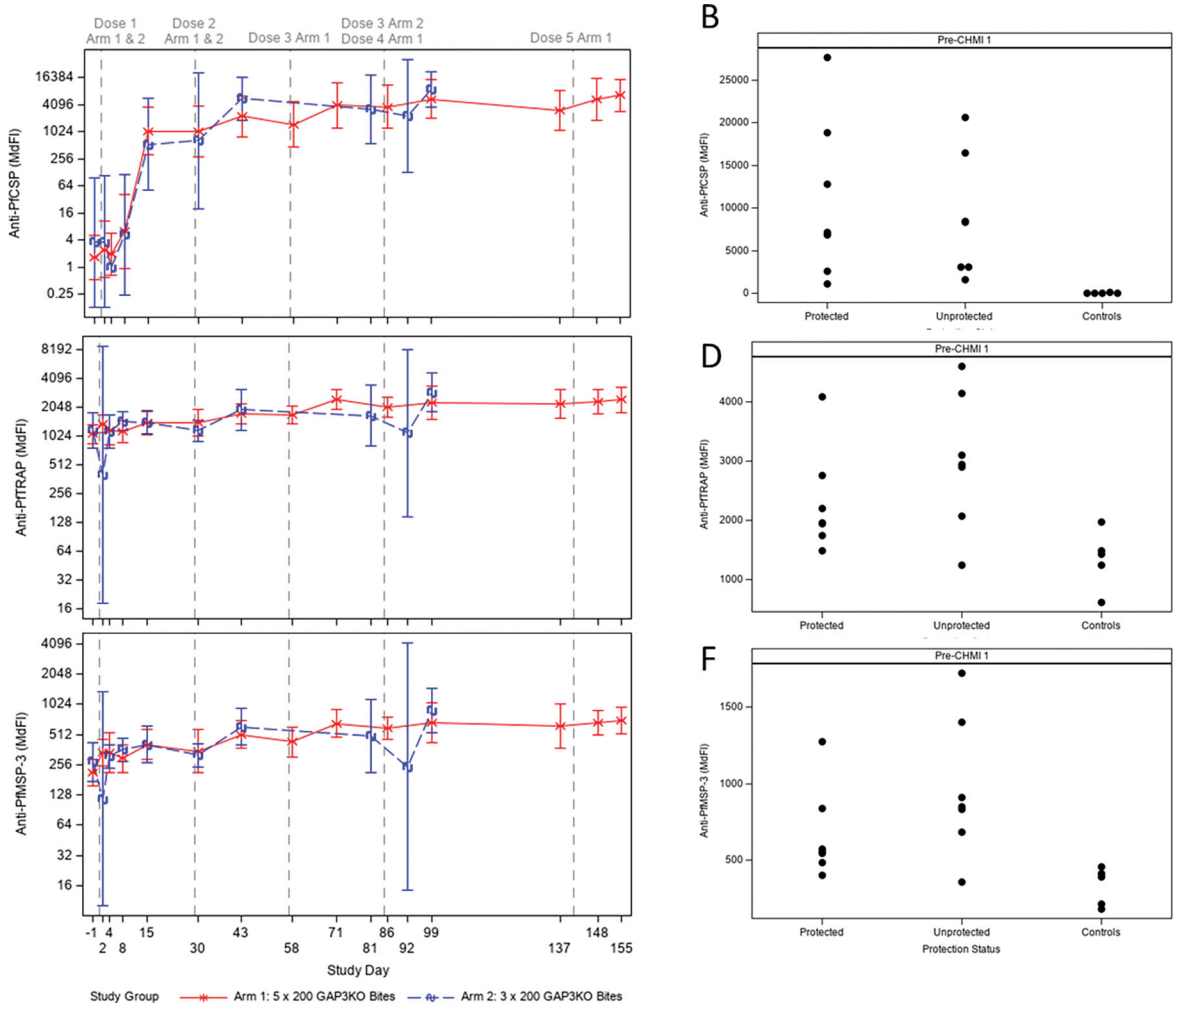 Dose 1
Arm 1 & 2
Dose 2
Arm 1 & 2
Dose 3 Arm 1
Dose 3 Arm 2
Dose 4 Arm 1
Dose 5 Arm 1
Anti-PfCSP (MdFI)
16384
4096
1024
256
64
16
4
1
0.25
Anti-PfTRAP (MdFI)
8192
4096
2048
1024
512
256
128
64
32
16
Anti-PfMSP-3 (MdFI)
4096
2048
1024
512
256
128
64
32
16
-1 4 15 43 71 86 99 148
2 8 30 58 81 92 137 155
Study Day
Study Group Arm 1: 5 x 200 GAP3KO Bites Arm 2: 3 x 200 GAP3KO Bites
B
Pre-CHMI 1
Anti-PfCSP (MdFI)
25000
20000
15000
10000
5000
0
Protected Unprotected Controls
D
Pre-CHMI 1
Anti-PfTRAP (MdFI)
4000
3000
2000
1000
Protected Unprotected Controls
F
Pre-CHMI 1
Anti-PfMSP-3 (MdFI)
1500
1000
500
Protected Unprotected Controls
Protection Status